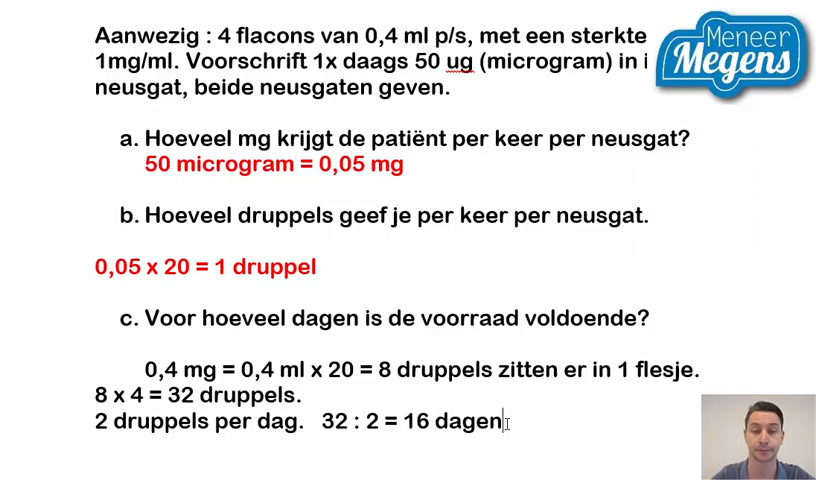 Aanwezig : 4 flacons van 0,4 ml p/s, met een sterkte
1mg/ml. Voorschrift 1x daags 50 ug (microgram) in
neusgat, beide neusgaten geven.
Meneer
Megens
a. Hoeveel mg krijgt de patiënt per keer per neusgat?
50 microgram = 0,05 mg
b. Hoeveel druppels geef je per keer per neusgat.
0,05 x 20 = 1 druppel
c. Voor hoeveel dagen is de voorraad voldoende?
0,4 mg = 0,4 ml x 20 = 8 druppels zitten er in 1 flesje.
8 x 4 = 32 druppels.
2 druppels per dag. 32 : 2 = 16 dagen